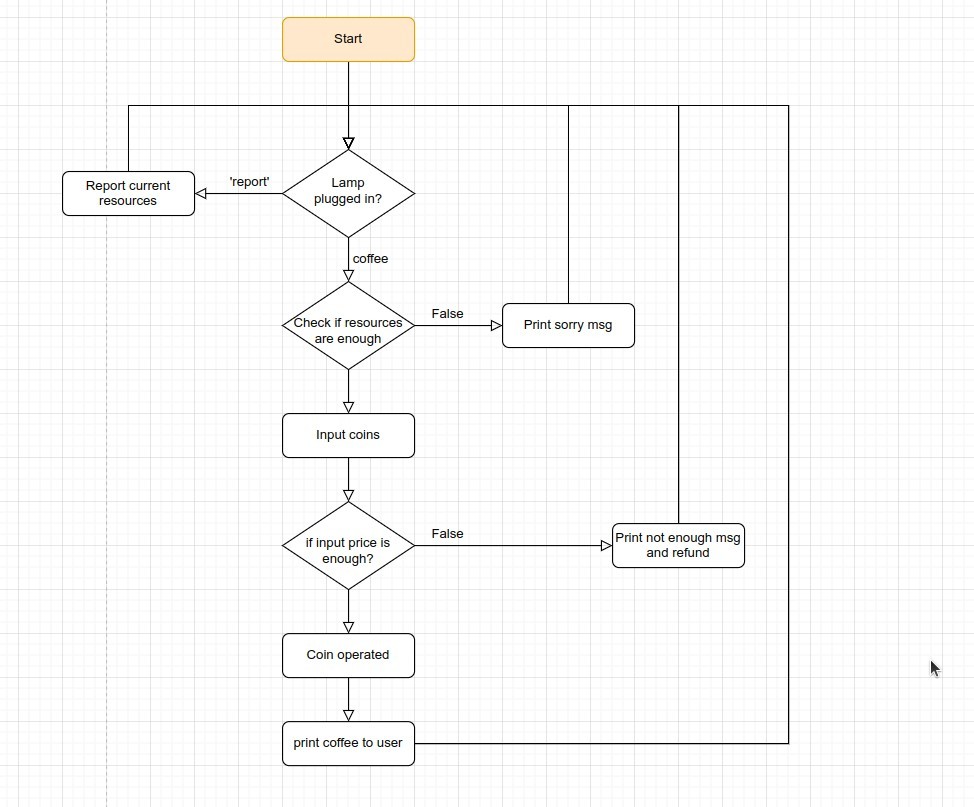 Start
Lamp
plugged in?
'report'
Report current
resources
coffee
Check if resources
are enough
False
Print sorry msg
Input coins
if input price is
enough?
False
Print not enough msg
and refund
Coin operated
print coffee to user